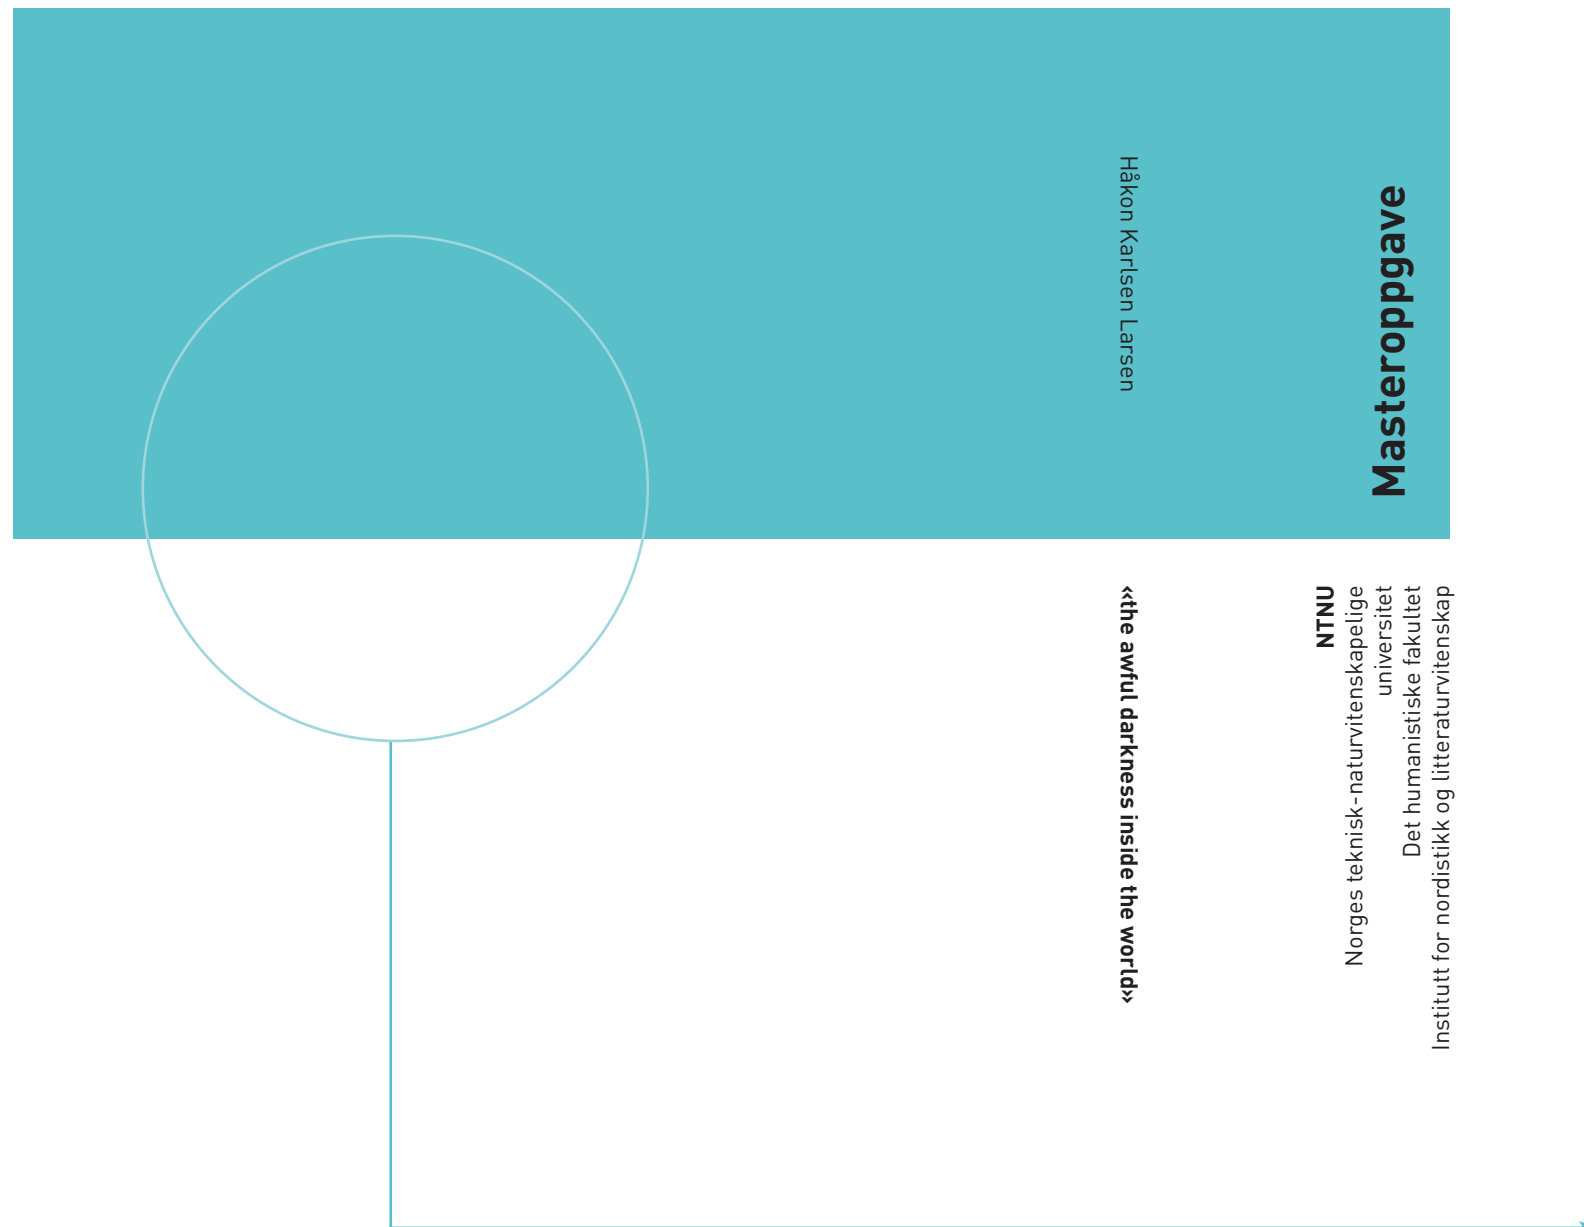 Håkon Karlsen Larsen
«the awful darkness inside the world»
Masteroppgave
NTNU
Norges teknisk-naturvitenskapelige
universitet
Det humanistiske fakultet
Institutt for nordistikk og litteraturvitenskap